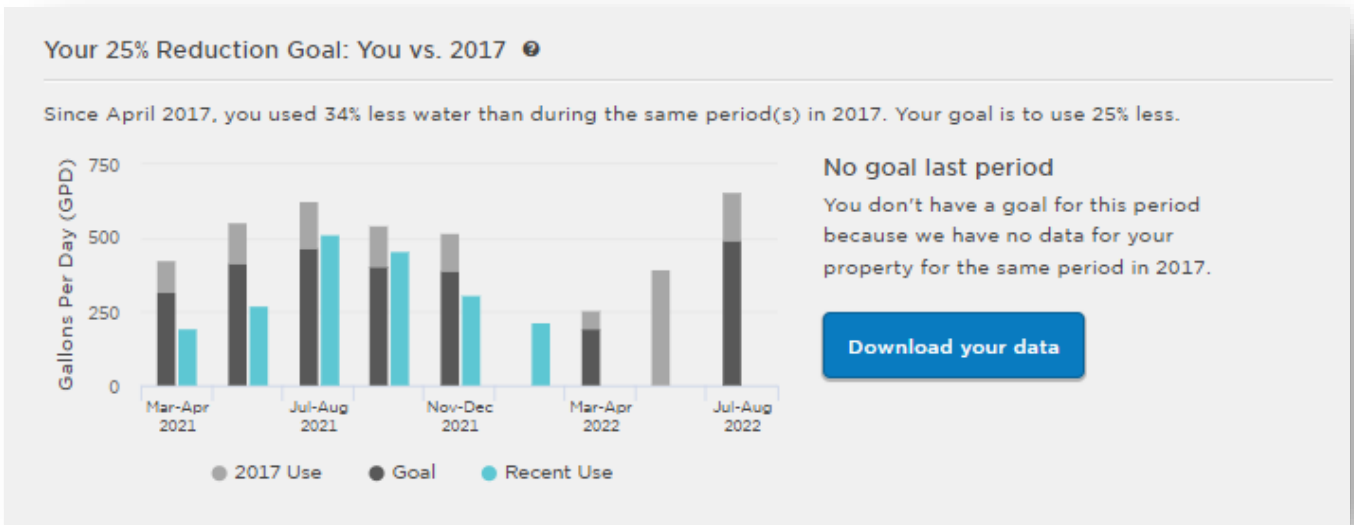 Your 25% Reduction Goal: You vs. 2017 ?
Since April 2017, you used 34% less water than during the same period(s) in 2017. Your goal is to use 25% less.
Gallons Per Day (GPD)
750
500
250
0
Mar-Apr
2021
Jul-Aug
2021
Nov-Dec
2021
Mar-Apr
2022
Jul-Aug
2022
2017 Use
Goal
Recent Use
No goal last period
You don't have a goal for this period
because we have no data for your
property for the same period in 2017.
Download your data